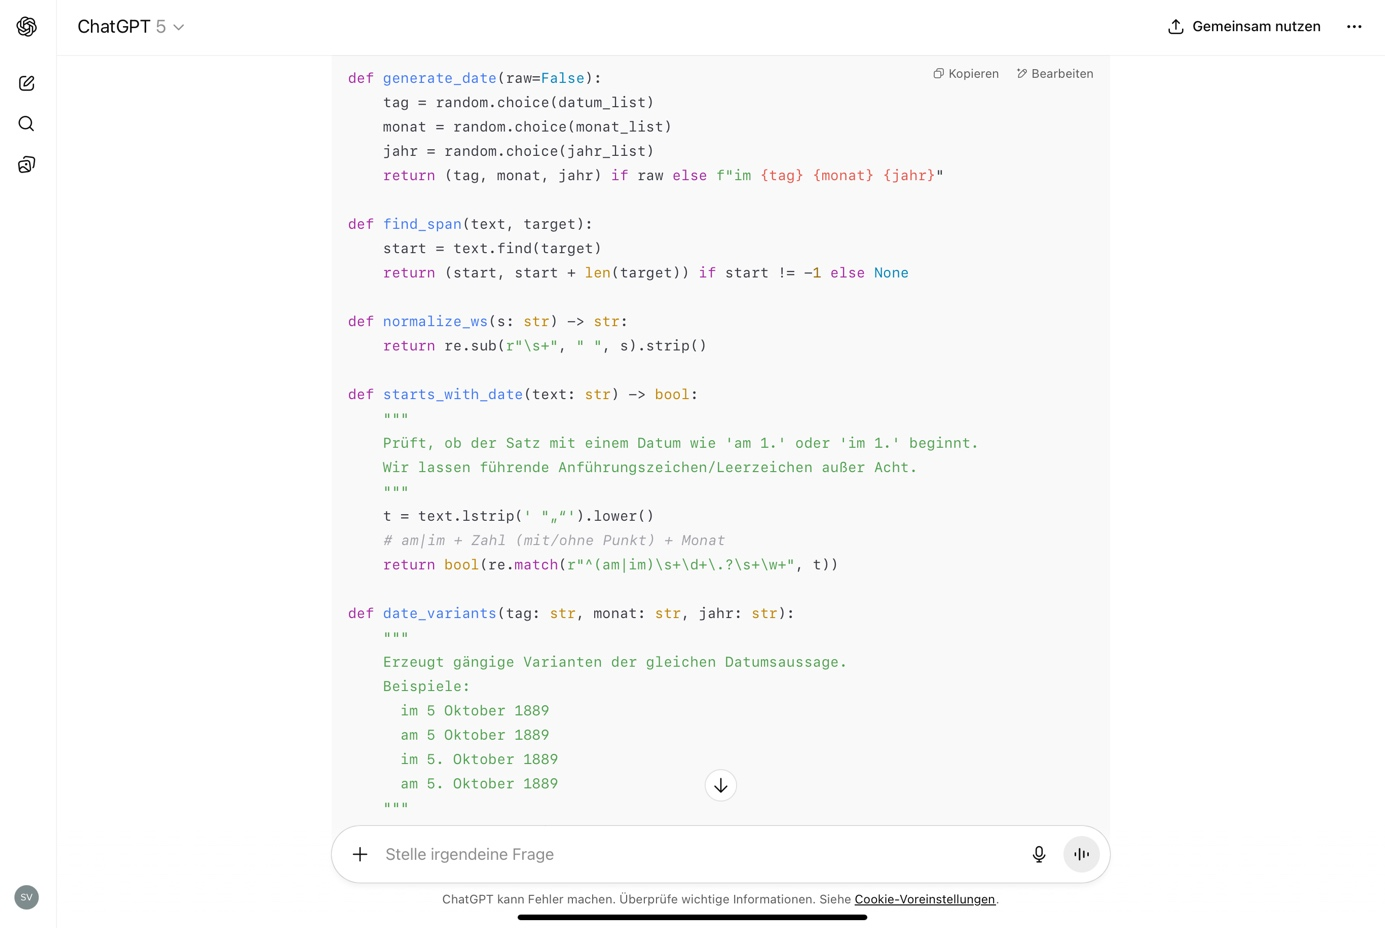 ChatGPT 5
Gemeinsam nutzen
Kopieren
Bearbeiten
def generate_date(raw=False):
    tag = random.choice(datum_list)
    monat = random.choice(monat_list)
    jahr = random.choice(jahr_list)
    return (tag, monat, jahr) if raw else f"im {tag} {monat} {jahr}"
def find_span(text, target):
    start = text.find(target)
    return (start, start + len(target)) if start != -1 else None
def normalize_ws(s: str) -> str:
    return re.sub(r"\s+", " ", s).strip()
def starts_with_date(text: str) -> bool:
    """
    Prüft, ob der Satz mit einem Datum wie 'am 1.' oder 'im 1.' beginnt.
    Wir lassen führende Anführungszeichen/Leerzeichen außer Acht.
    """
    t = text.lstrip(' "„“').lower()
    # am|im + Zahl (mit/ohne Punkt) + Monat
    return bool(re.match(r"^(am|im)\s+\d+\.?\s+\w+", t))
def date_variants(tag: str, monat: str, jahr: str):
    """
    Erzeugt gängige Varianten der gleichen Datumsaussage.
    Beispiele:
      im 5 Oktober 1889
      am 5 Oktober 1889
      im 5. Oktober 1889
      am 5. Oktober 1889
    """
Stelle irgendeine Frage
SV
ChatGPT kann Fehler machen. Überprüfe wichtige Informationen. Siehe Cookie-Voreinstellungen.